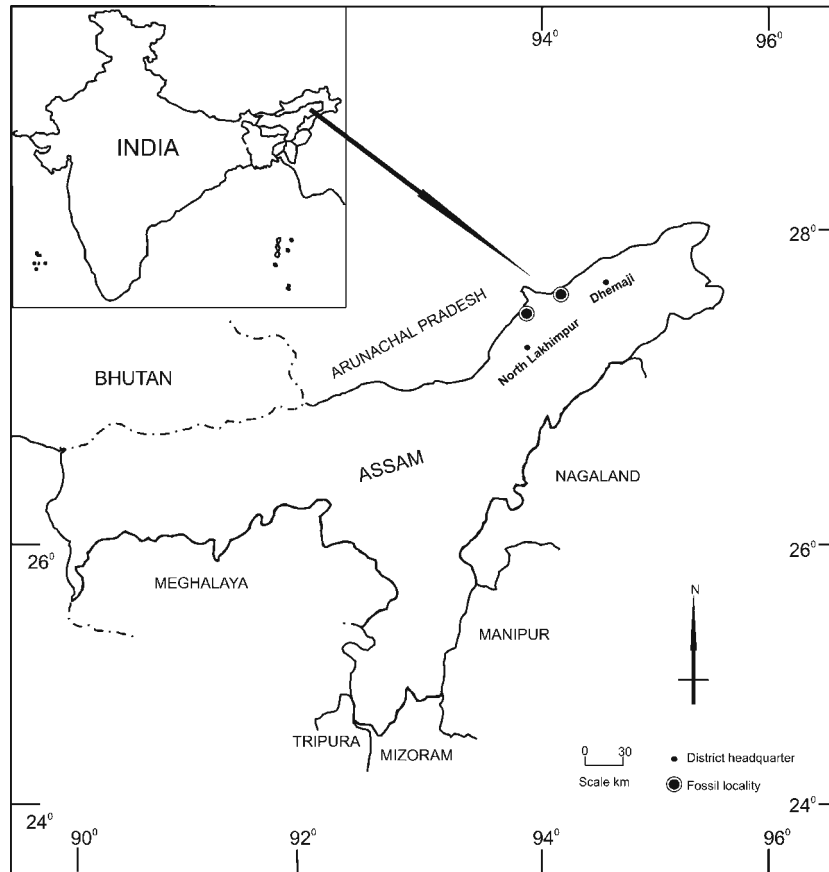 94⁰
96⁰
INDIA
28⁰
Dhemaji
ARUNACHAL PRADESH
North Lakhimpur
BHUTAN
ASSAM
NAGALAND
26⁰
26⁰
MEGHALAYA
N
MANIPUR
TRIPURA
MIZORAM
0 30
Scale km
District headquarter
Fossil locality
24⁰
24⁰
90⁰
92⁰
94⁰
96⁰